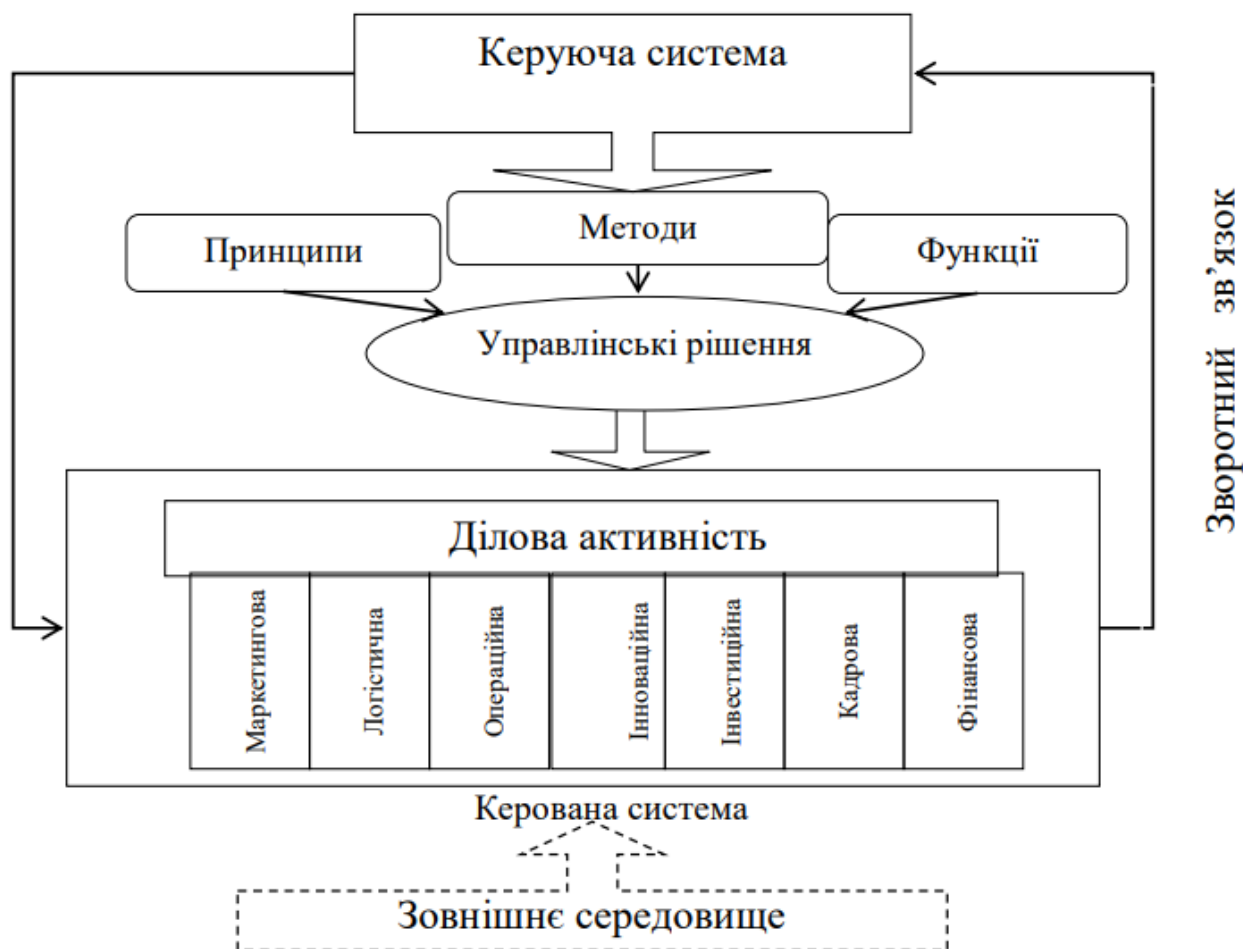 Керуюча система
Методи
Принципи
Функції
Управлінські рішення
Зворотний зв’язок
Ділова активність
Маркетингова
Логістична
Операційна
Інноваційна
Інвестиційна
Кадрова
Фінансова
Керована система
Зовнішнє середовище